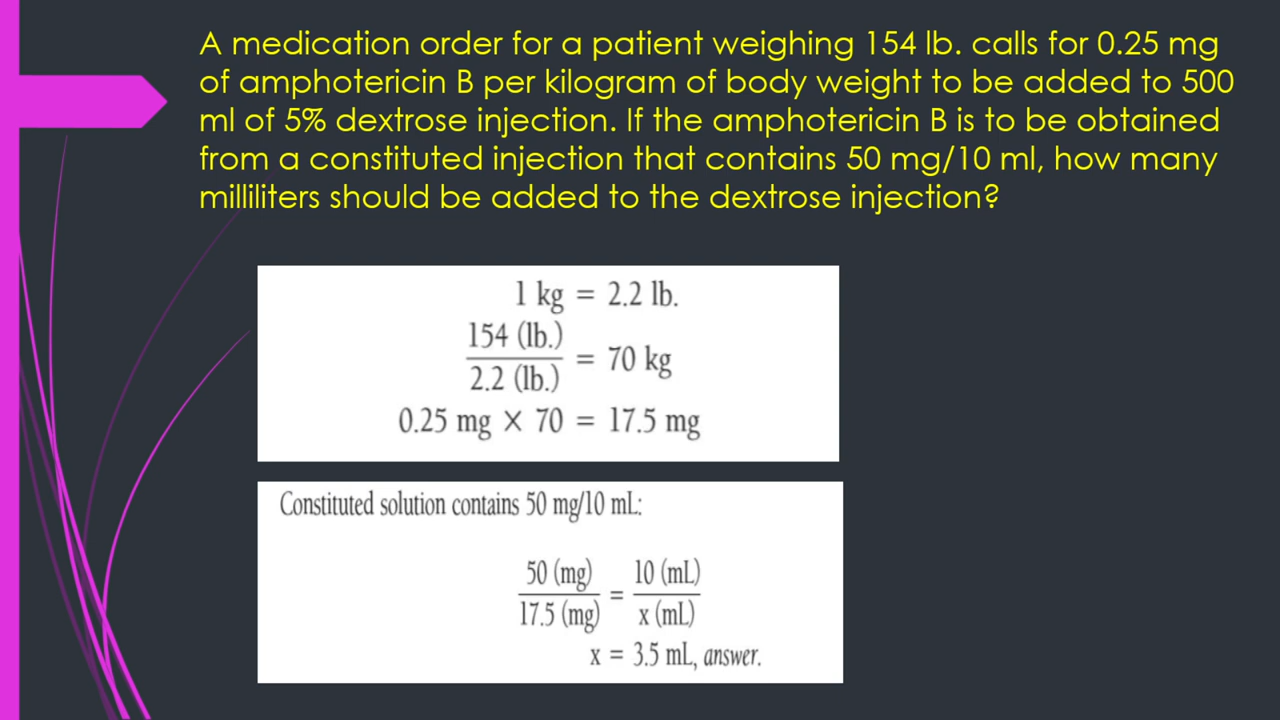 A medication order for a patient weighing 154 lb. calls for 0.25 mg
of amphotericin B per kilogram of body weight to be added to 500
ml of 5% dextrose injection. If the amphotericin B is to be obtained
from a constituted injection that contains 50 mg/10 ml, how many
milliliters should be added to the dextrose injection?
1 kg = 2.2 lb.
154 (lb.)
2.2 (lb.)
= 70 kg
0.25 mg × 70 = 17.5 mg
Constituted solution contains 50 mg/10 mL:
50 (mg) = 10 (mL)
17.5 (mg) x (mL)
x = 3.5 mL, answer.